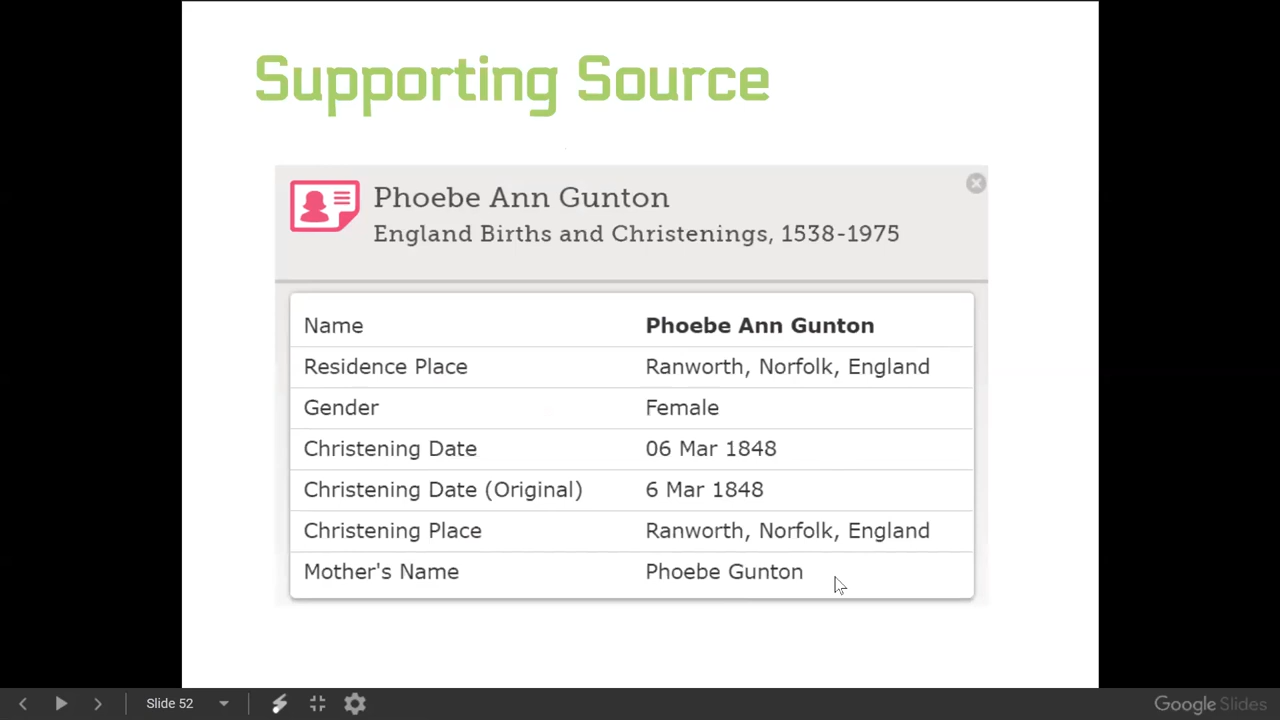 Supporting Source
Phoebe Ann Gunton
England Births and Christenings, 1538-1975
Name Phoebe Ann Gunton
Residence Place Ranworth, Norfolk, England
Gender Female
Christening Date 06 Mar 1848
Christening Date (Original) 6 Mar 1848
Christening Place Ranworth, Norfolk, England
Mother's Name Phoebe Gunton
Slide 52
Google Slides